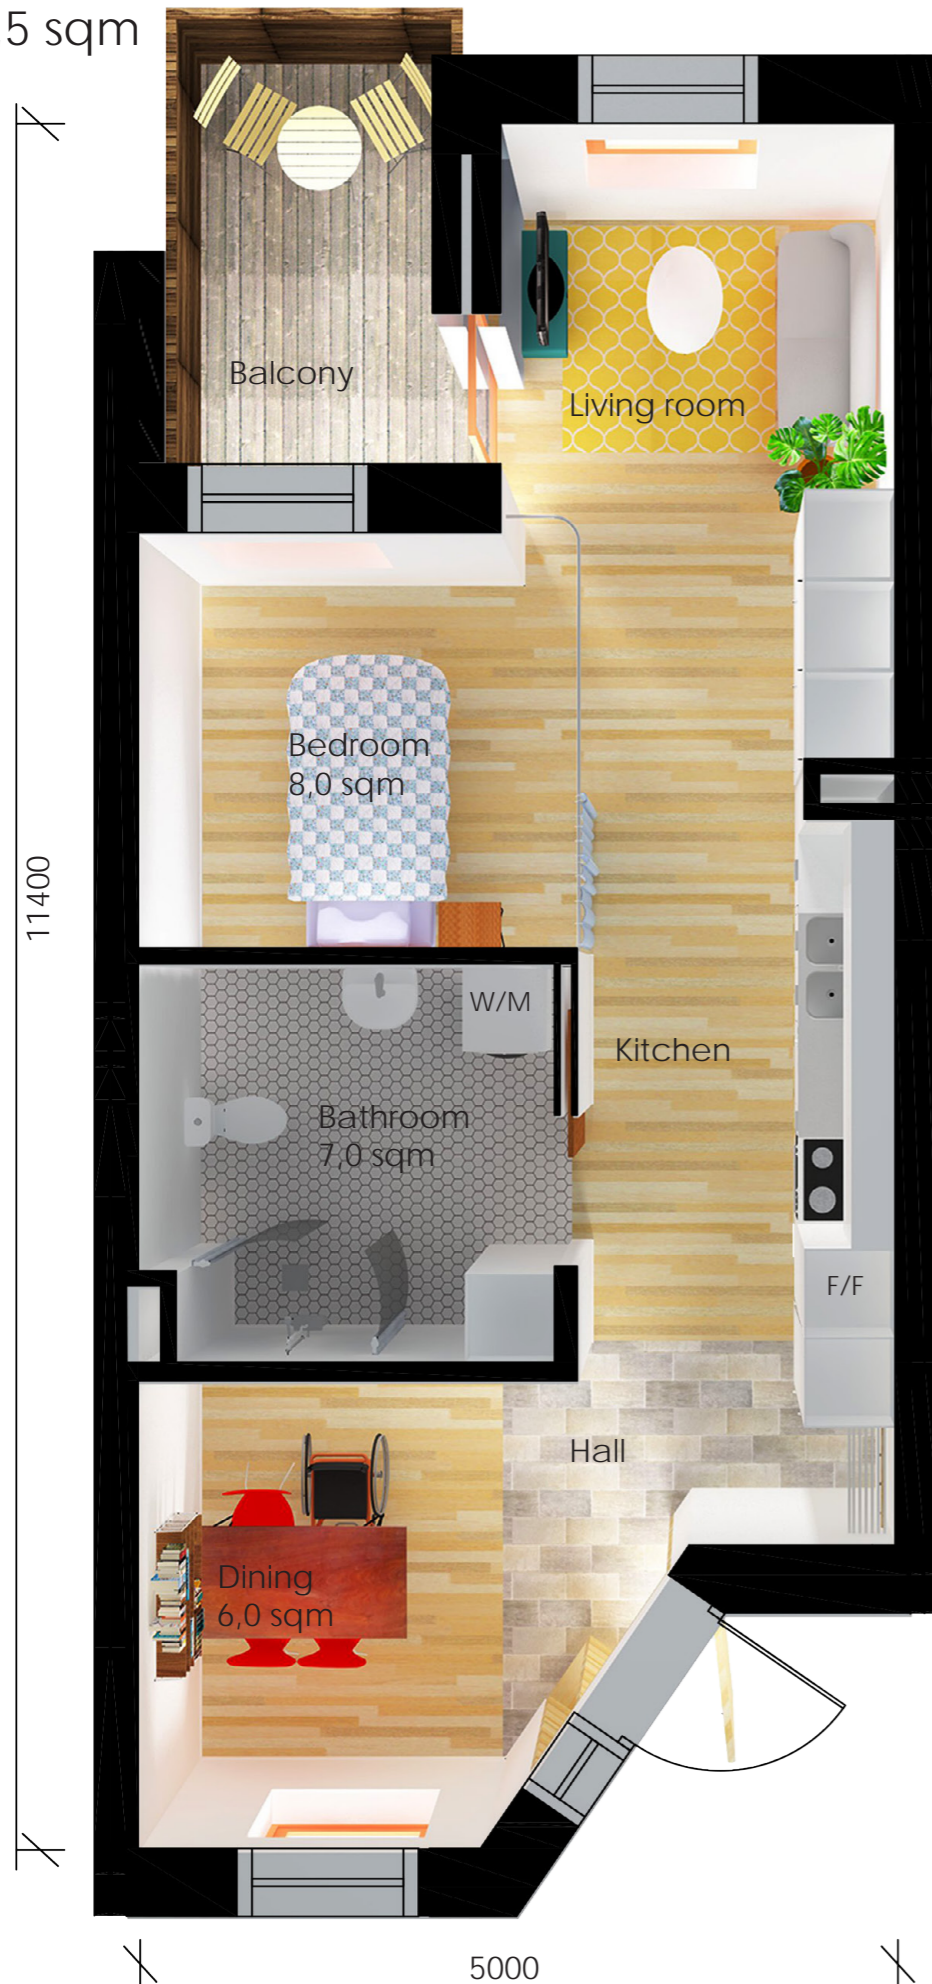 5 sqm
Balcony
Living room
Bedroom
8,0 sqm
11400
W/M
Kitchen
Bathroom
7,0 sqm
F/F
Hall
Dining
6,0 sqm
5000